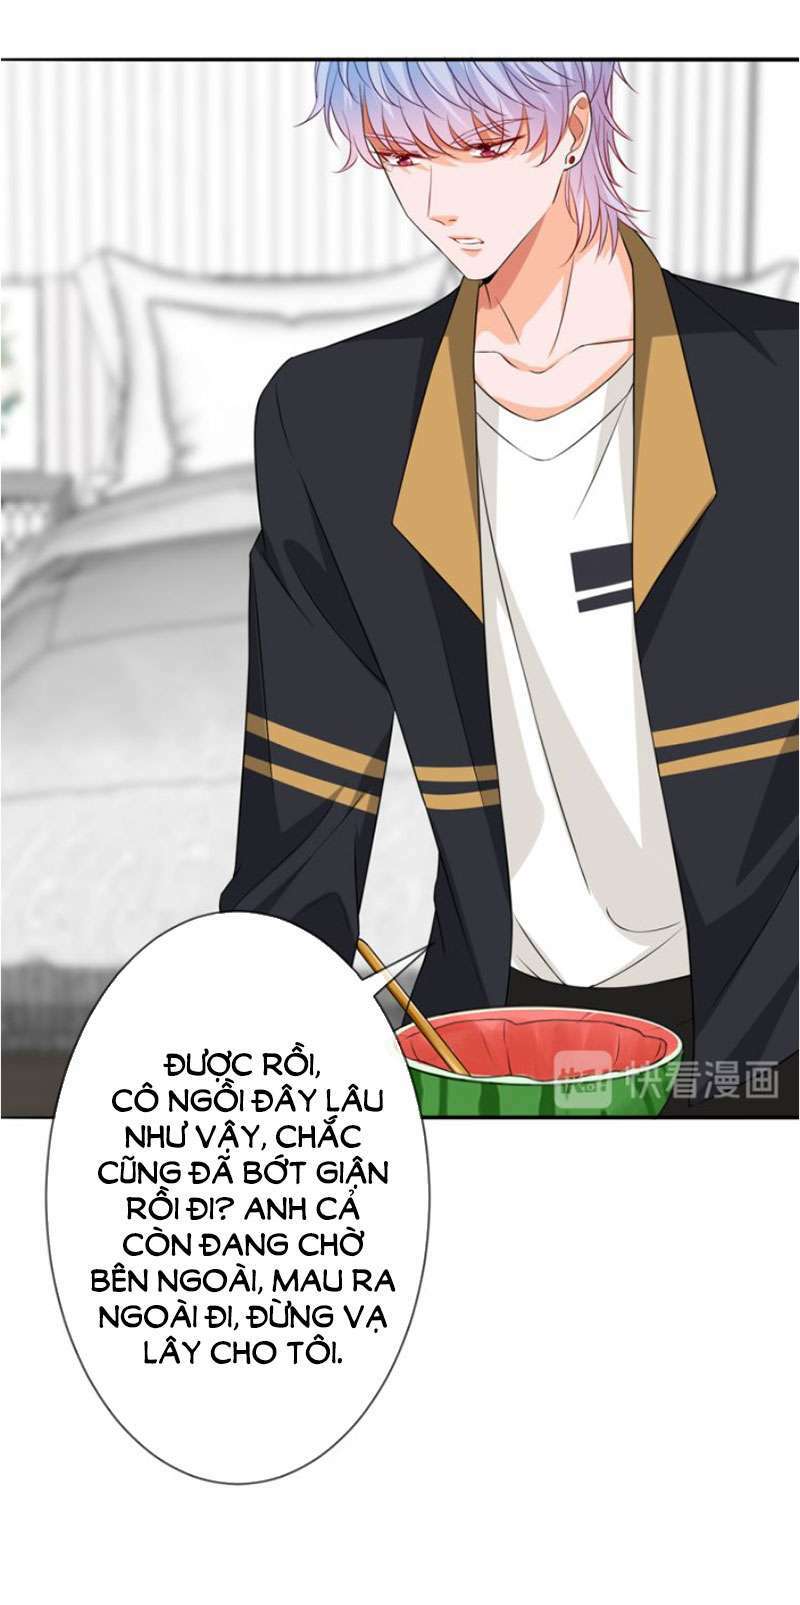 ĐƯỢC RỒI,
CÔ NGỒI ĐÂY LÂU
NHƯ VẬY, CHẮC
CŨNG ĐÃ BỚT GIẬN
RỒI ĐI? ANH CẢ
CÒN ĐANG CHỜ
BÊN NGOÀI, MAU RA
NGOÀI ĐI, ĐỪNG VẠ
LÂY CHO TÔI.
快看漫画